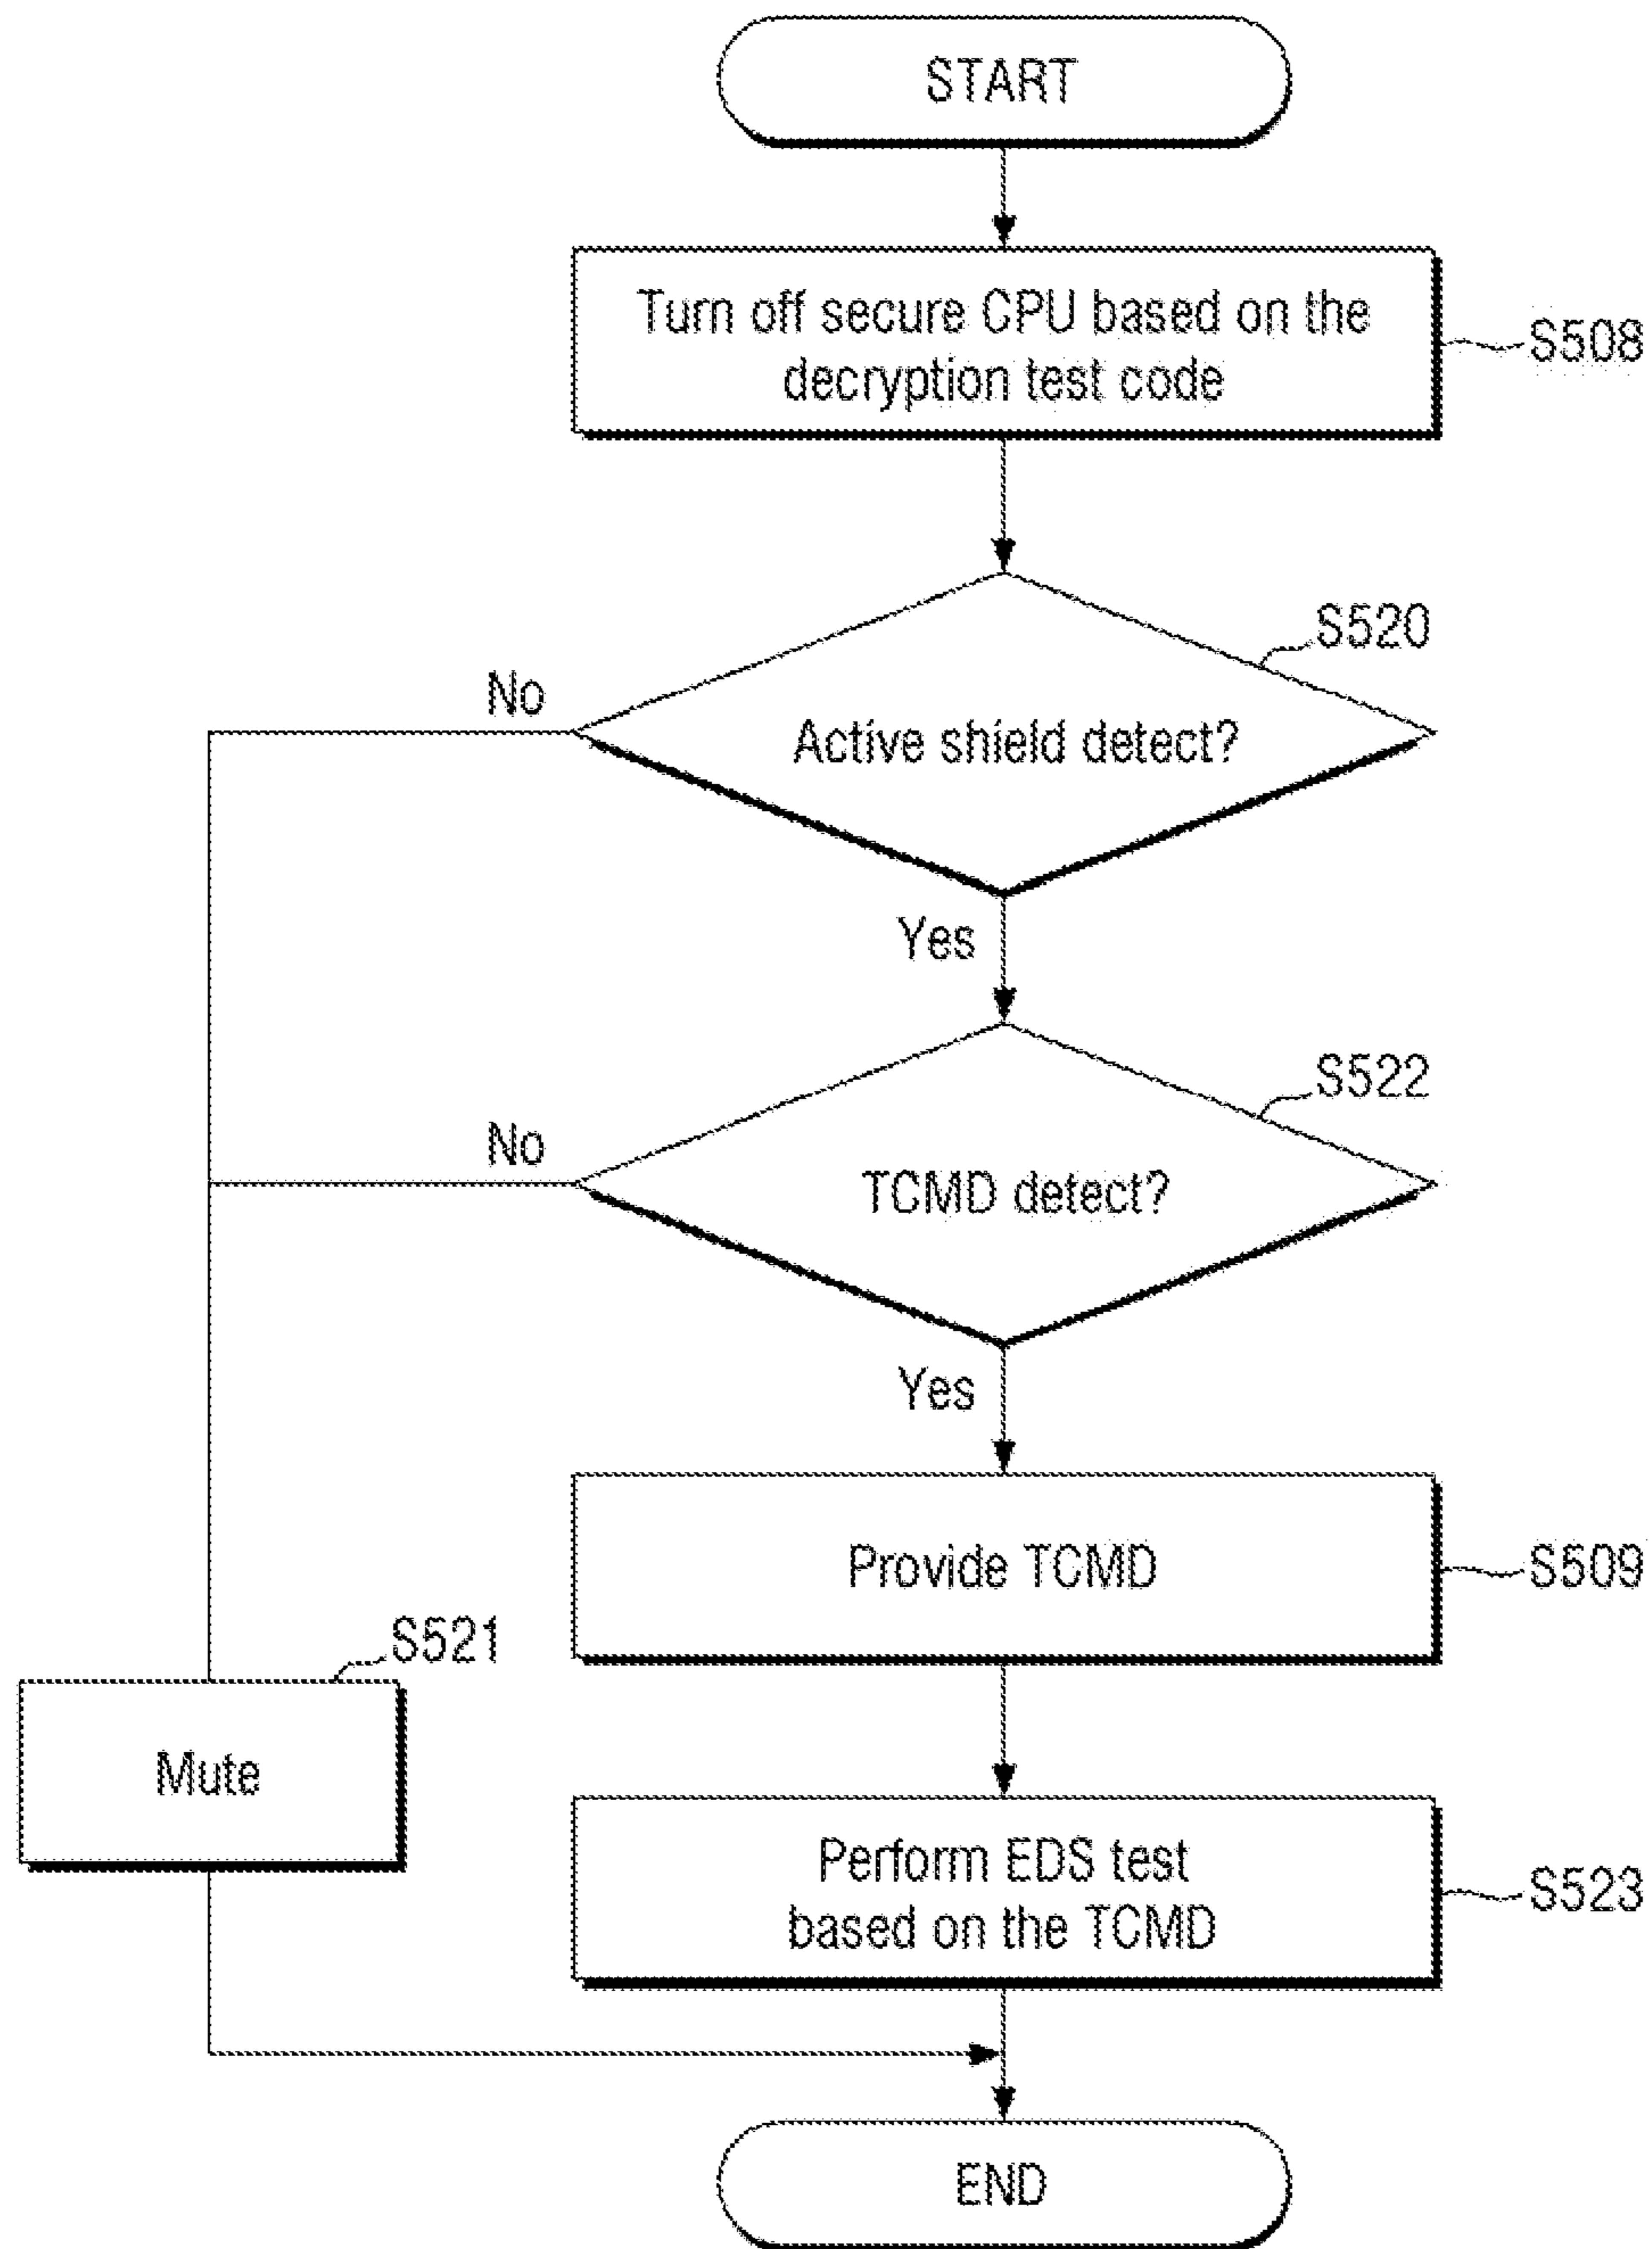 START
Turn off secure CPU based on the
decryption test code
S508
S520
No
Active shield detect?
Yes
S522
No
TCMD detect?
Yes
Provide TCMD
S509
S521
Mute
Perform EDS test
based on the TCMD
S523
END